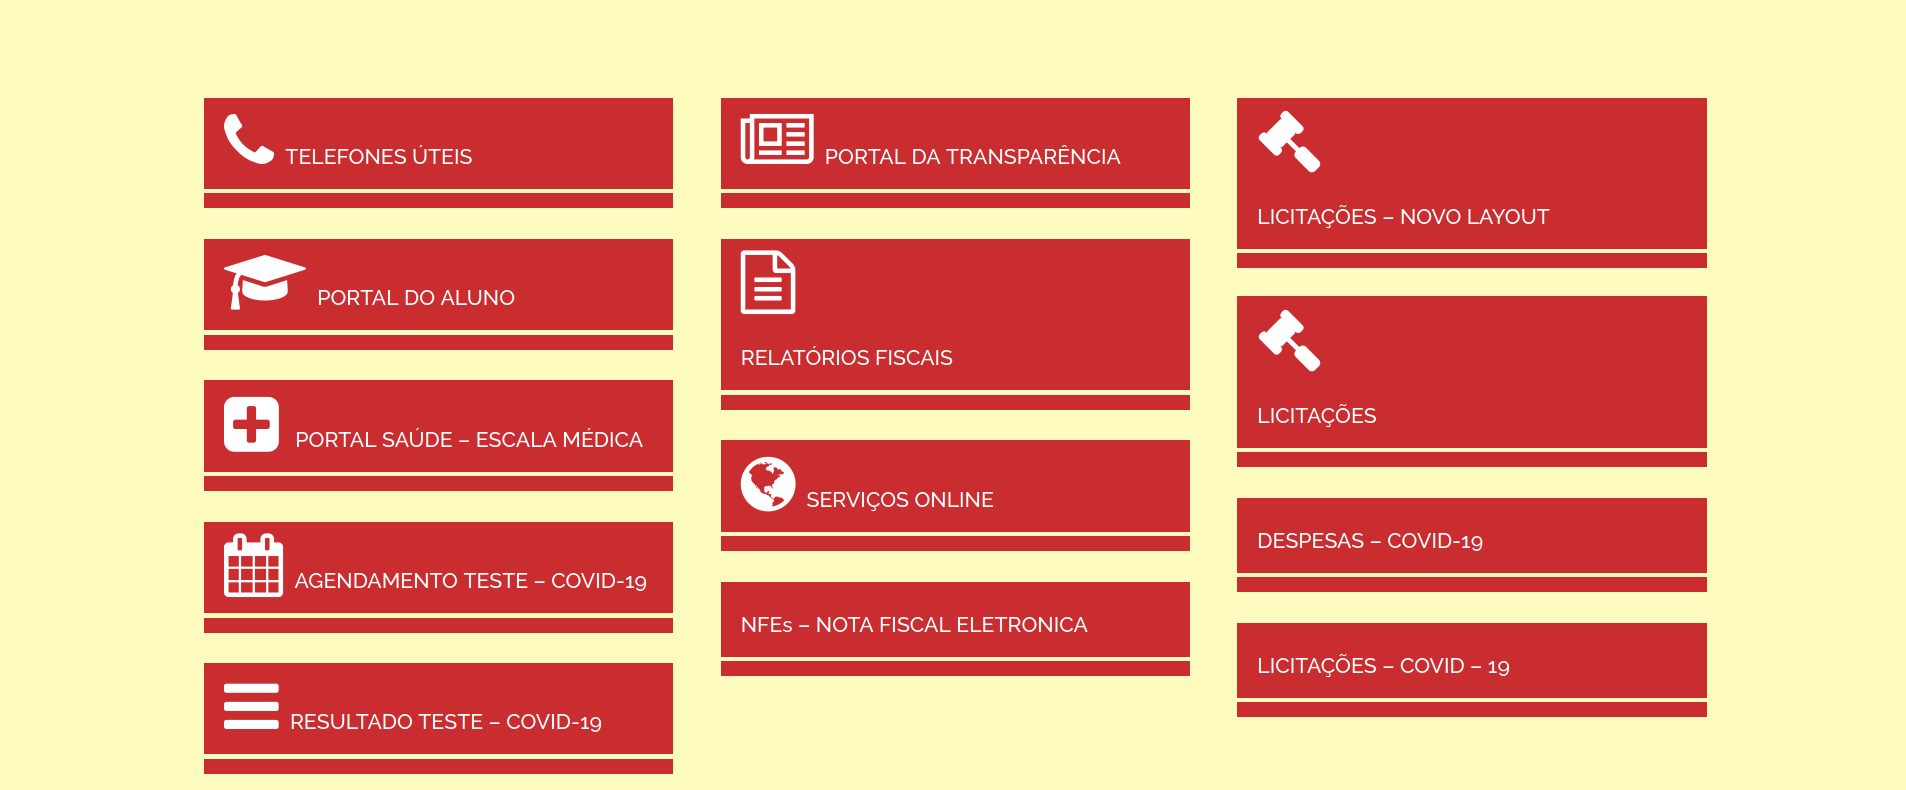 TELEFONES ÚTEIS
PORTAL DO ALUNO
PORTAL SAÚDE – ESCALA MÉDICA
AGENDAMENTO TESTE – COVID-19
RESULTADO TESTE – COVID-19
PORTAL DA TRANSPARÊNCIA
RELATÓRIOS FISCAIS
SERVIÇOS ONLINE
NFEs – NOTA FISCAL ELETRONICA
LICITAÇÕES – NOVO LAYOUT
LICITAÇÕES
DESPESAS – COVID-19
LICITAÇÕES – COVID – 19